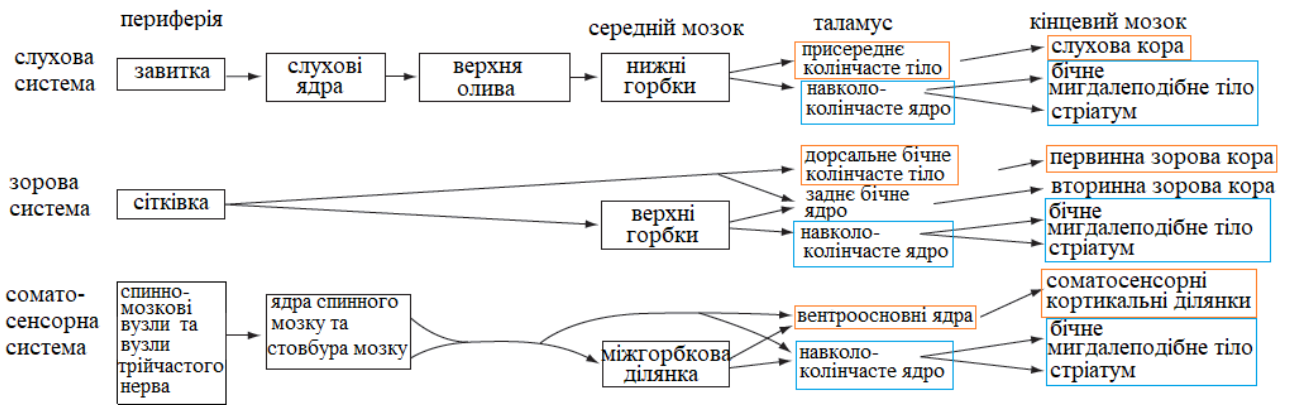 периферія
середній мозок
таламус
кінцевий мозок
слухова
система
завитка
слухові
ядра
верхня
олива
нижні
горбки
присереднє
колінчасте тіло
навколо-
колінчасте ядро
слухова кора
бічне
мигдалеподібне тіло
стріатум
зорова
система
сітківка
верхні
горбки
дорсальне бічне
колінчасте тіло
заднє бічне
ядро
навколо-
колінчасте ядро
первинна зорова кора
вторинна зорова кора
бічне
мигдалеподібне тіло
стріатум
сомато-
сенсорна
система
спинно-
мозкові
вузли та
вузли
трійчастого
нерва
ядра спинного
мозку та
стовбура мозку
міжгорбкова
ділянка
вентроосновні ядра
навколо-
колінчасте ядро
соматосенсорні
кортикальні ділянки
бічне
мигдалеподібне тіло
стріатум